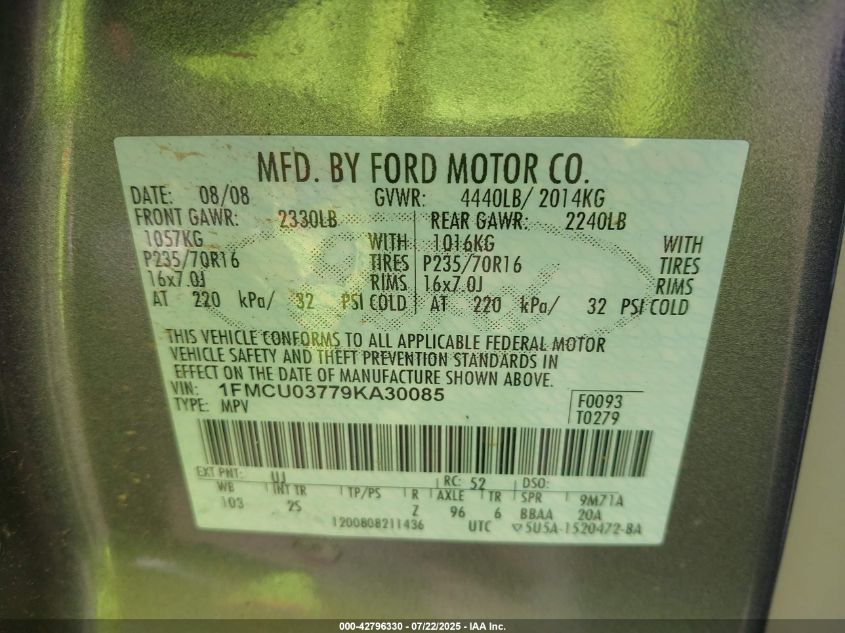 MFD. BY FORD MOTOR CO.
DATE: 08/08 GVWR: 4440LB/ 2014KG
FRONT GAWR: 2330LB REAR GAWR: 2240LB
1057KG WITH 1016KG WITH
P235/70R16 TIRES P235/70R16 TIRES
16x7.0J RIMS 16x7.0J RIMS
AT 220 kPa/ 32 PSI COLD AT 220 kPa/ 32 PSI COLD
THIS VEHICLE CONFORMS TO ALL APPLICABLE FEDERAL MOTOR
VEHICLE SAFETY AND THEFT PREVENTION STANDARDS IN
EFFECT ON THE DATE OF MANUFACTURE SHOWN ABOVE.
VIN: 1FMCU03779KA30085 F0093
TYPE: MPV T0279
EXT PNT: UJ RC: 52 DSO:
WB INT TR TP/PS R AXLE TR SPR 9M71A
103 2S Z 96 6 BBAA 20A
1200808211436 UTC ▽5U5A-1520472-BA
000-42796330 - 07/22/2025 - IAA Inc.